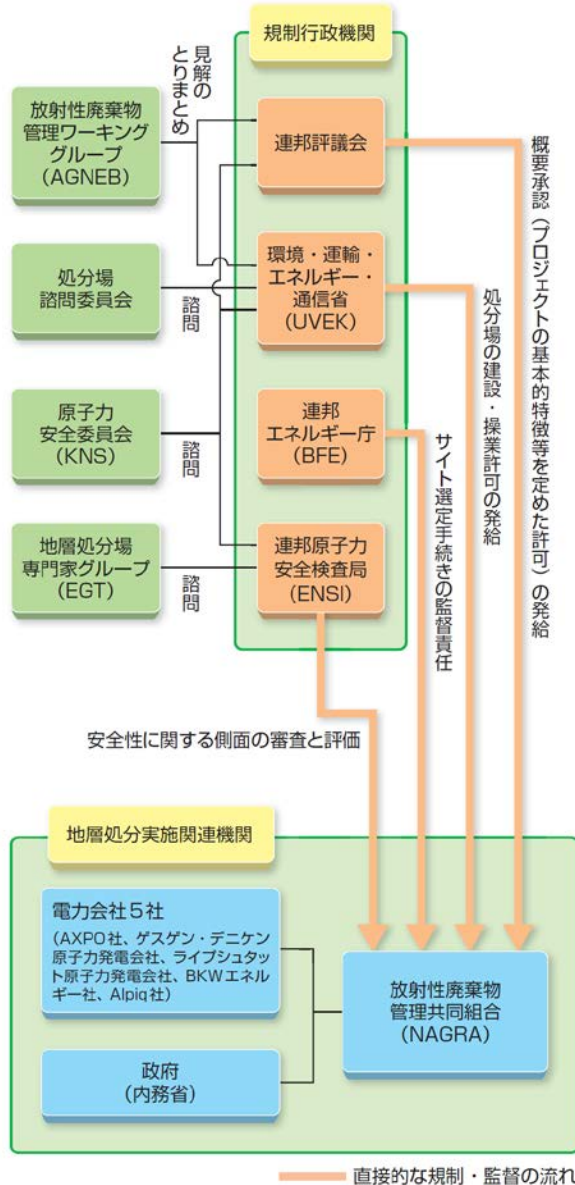 規制行政機関
見解の
とりまとめ
放射性廃棄物
管理ワーキング
グループ
(AGNEB)
連邦評議会
処分場
諮問委員会
諮問
環境・運輸・
エネルギー・
通信省
(UVEK)
原子力
安全委員会
(KNS)
諮問
連邦
エネルギー庁
(BFE)
地層処分場
専門家グループ
(EGT)
諮問
連邦原子力
安全検査局
(ENSI)
概要承認（プロジェクトの基本的特徴等を定めた許可）の発給
処分場の建設・操業許可の発給
サイト選定手続きの監督責任
安全性に関する側面の審査と評価
地層処分実施関連機関
電力会社5社
(AXPO社、ゲスゲン・デニケン
原子力発電会社、ライプシュタッ
ト原子力発電会社、BKWエネル
ギー社、Alpiq社)
政府
(内務省)
放射性廃棄物
管理共同組合
(NAGRA)
直接的な規制・監督の流れ